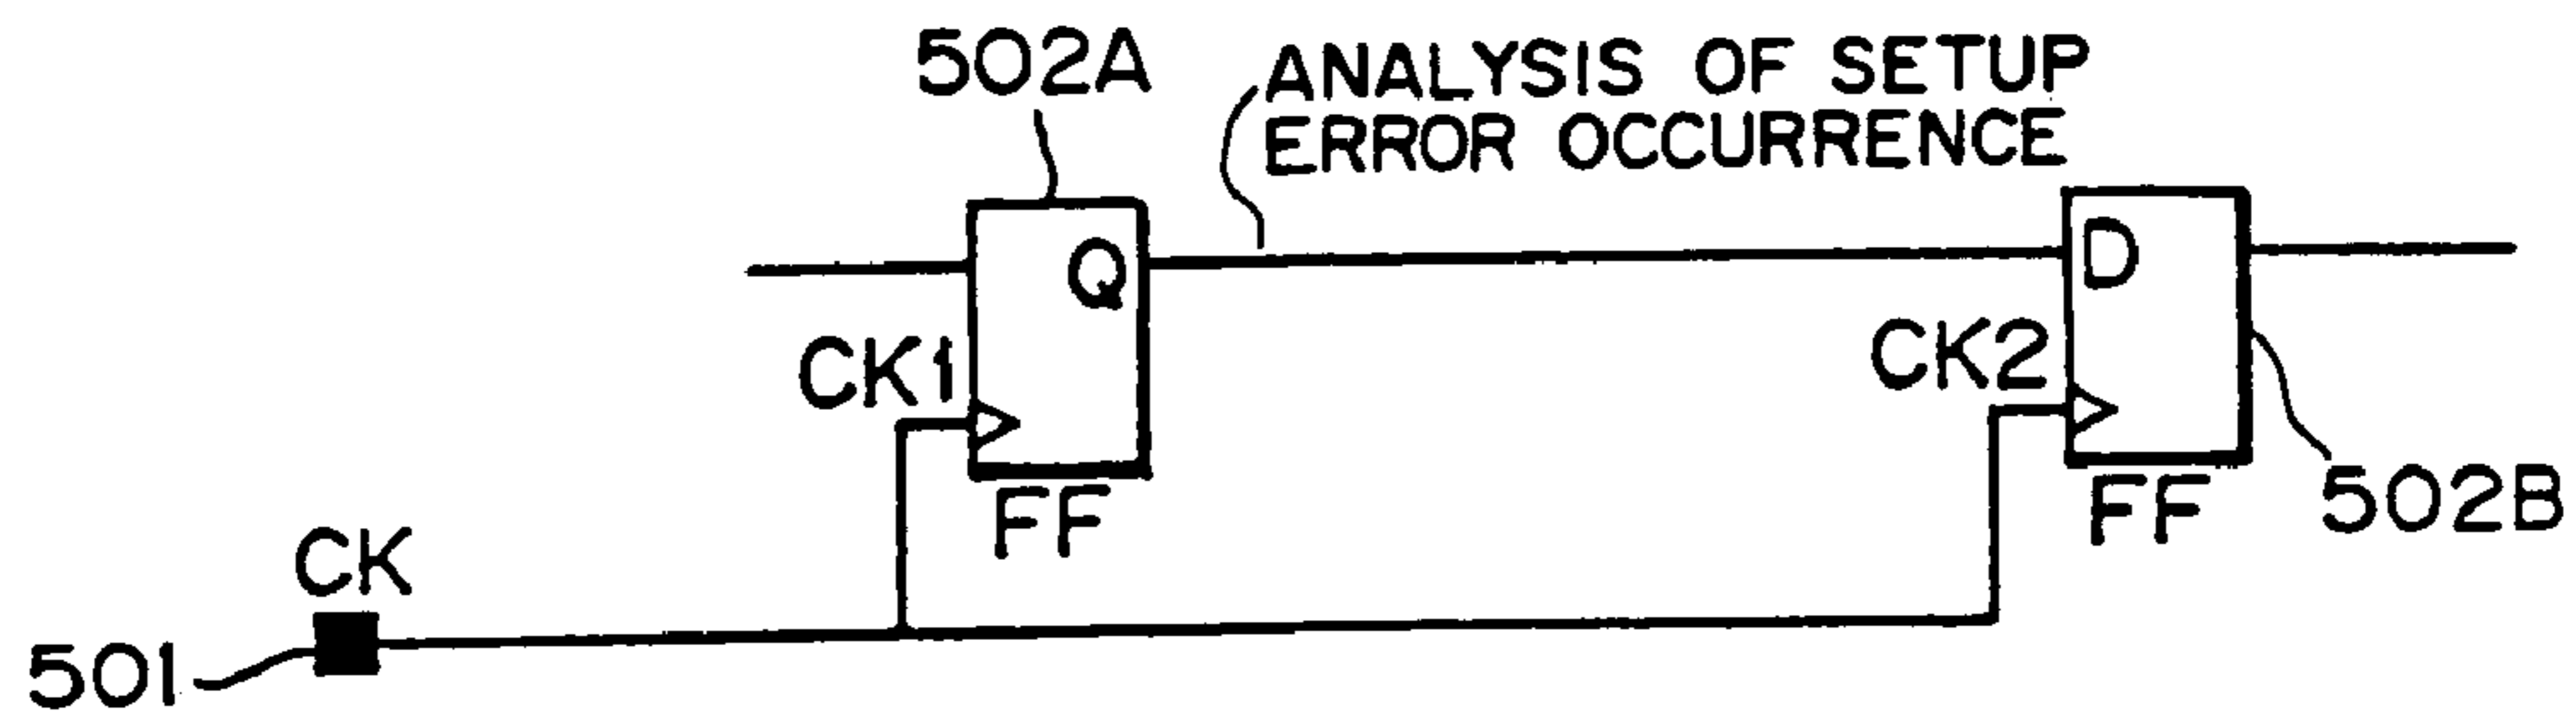 502A
ANALYSIS OF SETUP
ERROR OCCURRENCE
Q
D
CK1
CK2
FF
FF
502B
CK
501